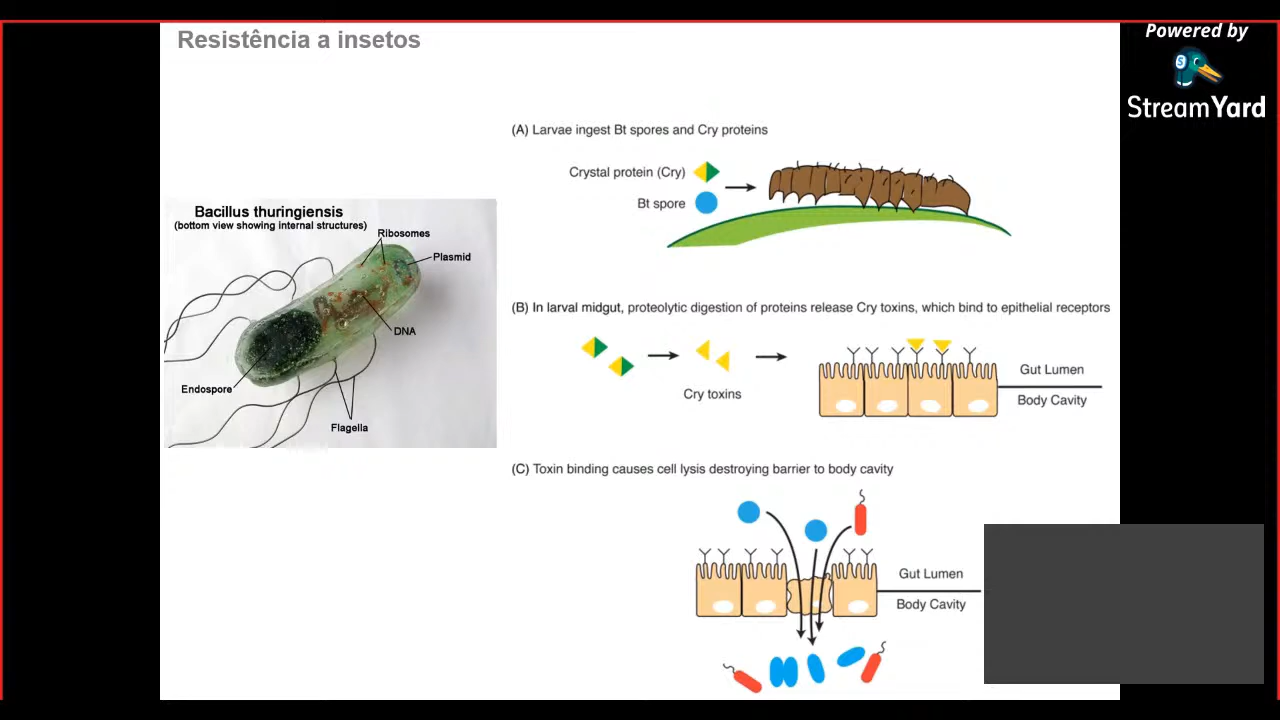 Resistência a insetos
Powered by
StreamYard
Bacillus thuringiensis
(bottom view showing internal structures)
Ribosomes
Plasmid
DNA
Endospore
Flagella
(A) Larvae ingest Bt spores and Cry proteins
Crystal protein (Cry)
Bt spore
(B) In larval midgut, proteolytic digestion of proteins release Cry toxins, which bind to epithelial receptors
Cry toxins
Gut Lumen
Body Cavity
(C) Toxin binding causes cell lysis destroying barrier to body cavity
Gut Lumen
Body Cavity